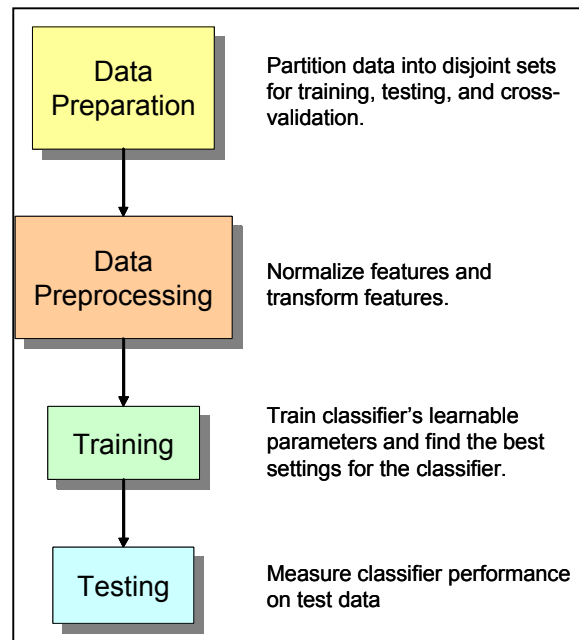 Data
Preparation
Partition data into disjoint sets
for training, testing, and cross-
validation.
Data
Preprocessing
Normalize features and
transform features.
Training
Train classifier's learnable
parameters and find the best
settings for the classifier.
Testing
Measure classifier performance
on test data